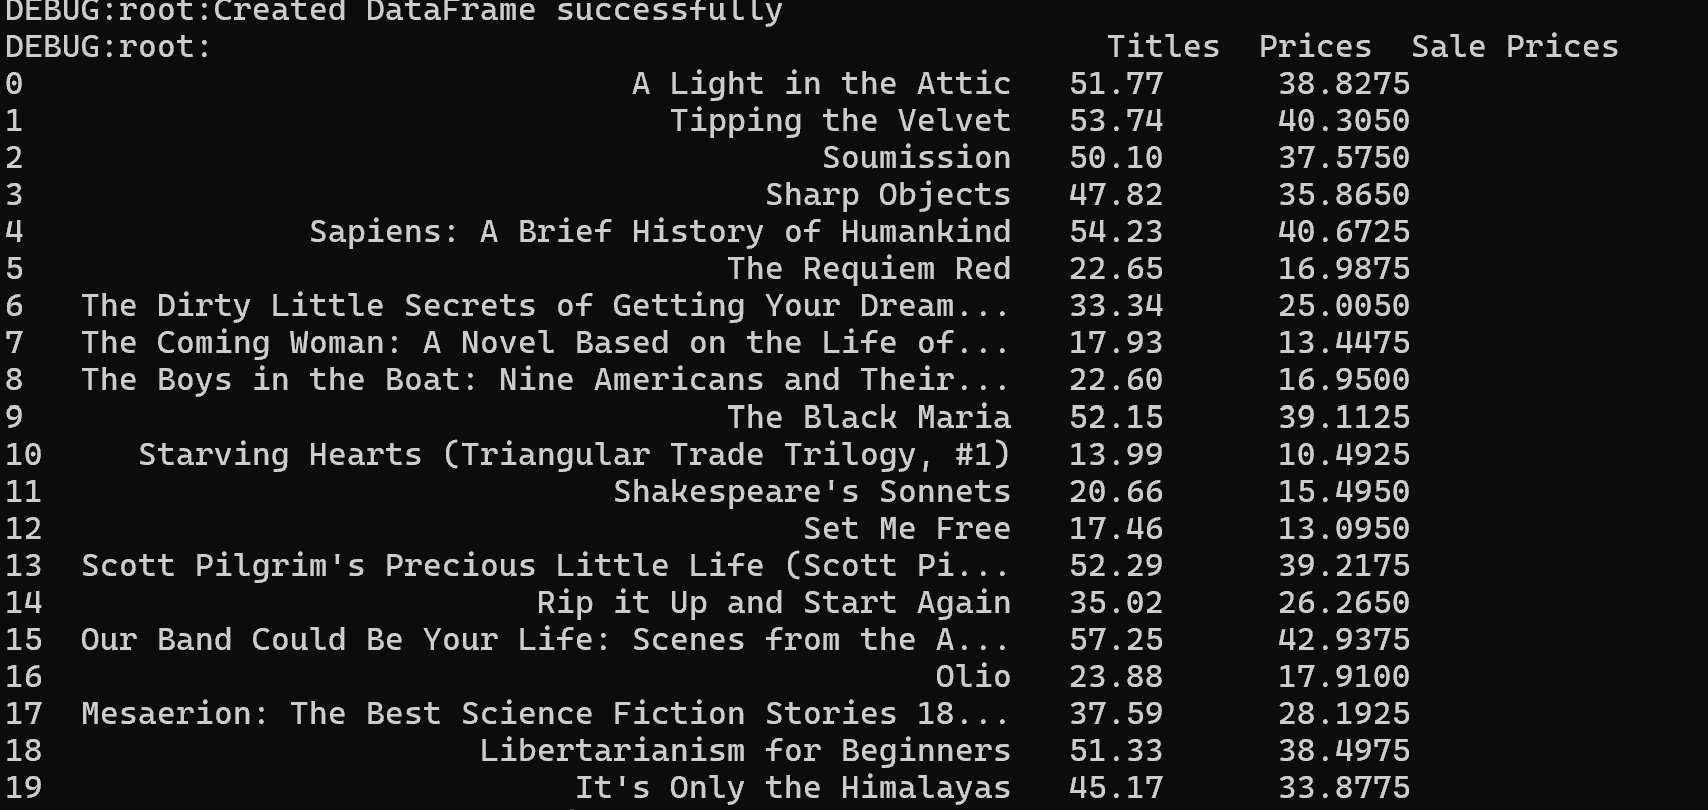 DEBUG:root:Created DataFrame successfully
DEBUG:root: Titles Prices Sale Prices
0 A Light in the Attic 51.77 38.8275
1 Tipping the Velvet 53.74 40.3050
2 Soumission 50.10 37.5750
3 Sharp Objects 47.82 35.8650
4 Sapiens: A Brief History of Humankind 54.23 40.6725
5 The Requiem Red 22.65 16.9875
6 The Dirty Little Secrets of Getting Your Dream... 33.34 25.0050
7 The Coming Woman: A Novel Based on the Life of... 17.93 13.4475
8 The Boys in the Boat: Nine Americans and Their... 22.60 16.9500
9 The Black Maria 52.15 39.1125
10 Starving Hearts (Triangular Trade Trilogy, #1) 13.99 10.4925
11 Shakespeare's Sonnets 20.66 15.4950
12 Set Me Free 17.46 13.0950
13 Scott Pilgrim's Precious Little Life (Scott Pi... 52.29 39.2175
14 Rip it Up and Start Again 35.02 26.2650
15 Our Band Could Be Your Life: Scenes from the A... 57.25 42.9375
16 Olio 23.88 17.9100
17 Mesaerion: The Best Science Fiction Stories 18... 37.59 28.1925
18 Libertarianism for Beginners 51.33 38.4975
19 It's Only the Himalayas 45.17 33.8775